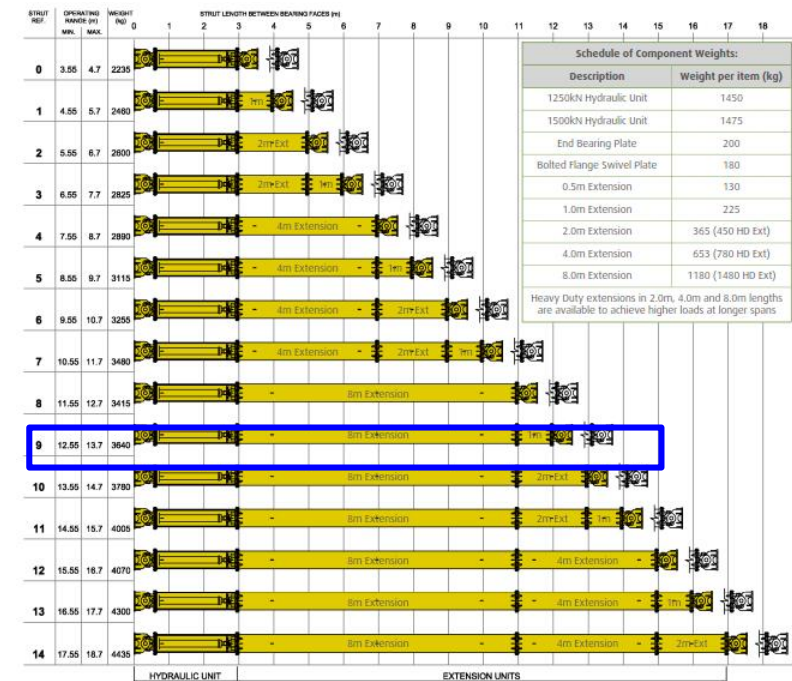 STRUT REF. OPERATING RANGE (m) WEIGHT (kg) STRUT LENGTH BETWEEN BEARING FACES (m)
MIN. MAX. 0 1 2 3 4 5 6 7 8 9 10 11 12 13 14 15 16 17 18
0 3.55 4.7 2235
1 4.55 5.7 2460 1m
2 5.55 6.7 2600 2m Ext
3 6.55 7.7 2825 2m Ext 1m
4 7.55 8.7 2890 4m Extension
5 8.55 9.7 3115 4m Extension 1m
6 9.55 10.7 3255 4m Extension 2m Ext
7 10.55 11.7 3480 4m Extension 2m Ext 1m
8 11.55 12.7 3415 8m Extension
9 12.55 13.7 3640 8m Extension 1m
10 13.55 14.7 3780 8m Extension 2m Ext
11 14.55 15.7 4005 8m Extension 2m Ext 1m
12 15.55 16.7 4070 8m Extension 4m Extension
13 16.55 17.7 4300 8m Extension 4m Extension 1m
14 17.55 18.7 4435 8m Extension 4m Extension 2m Ext
HYDRAULIC UNIT EXTENSION UNITS
Schedule of Component Weights:
Description Weight per item (kg)
1250kN Hydraulic Unit 1450
1500kN Hydraulic Unit 1475
End Bearing Plate 200
Bolted Flange Swivel Plate 180
0.5m Extension 130
1.0m Extension 225
2.0m Extension 365 (450 HD Ext)
4.0m Extension 653 (780 HD Ext)
8.0m Extension 1180 (1480 HD Ext)
Heavy Duty extensions in 2.0m, 4.0m and 8.0m lengths
are available to achieve higher loads at longer spans